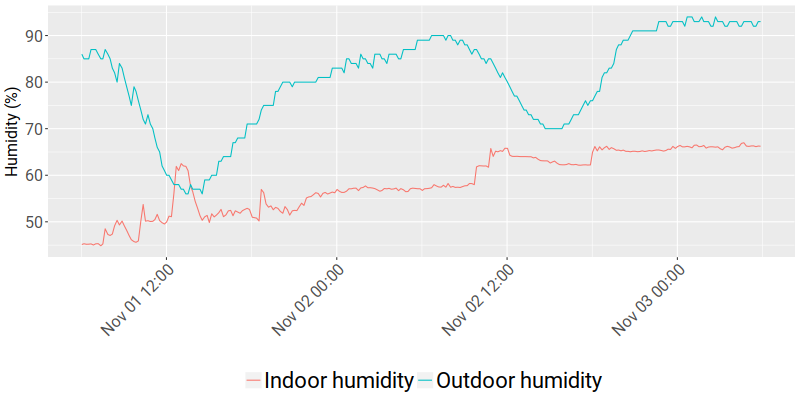 Humidity (%)
90
80
70
60
50
Nov 01 12:00
Nov 02 00:00
Nov 02 12:00
Nov 03 00:00
Indoor humidity Outdoor humidity